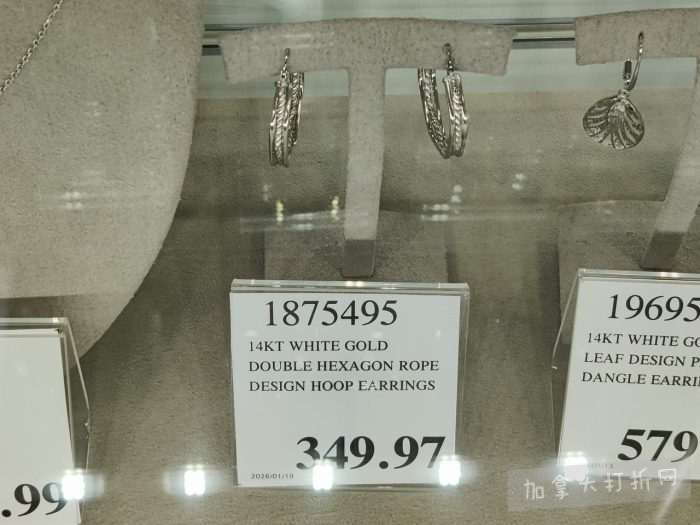 1875495
14KT WHITE GOLD
DOUBLE HEXAGON ROPE
DESIGN HOOP EARRINGS
349.97
2026/01/19
19695
14KT WHITE GO
LEAF DESIGN P
DANGLE EARRI
579
.99
加拿大打折网